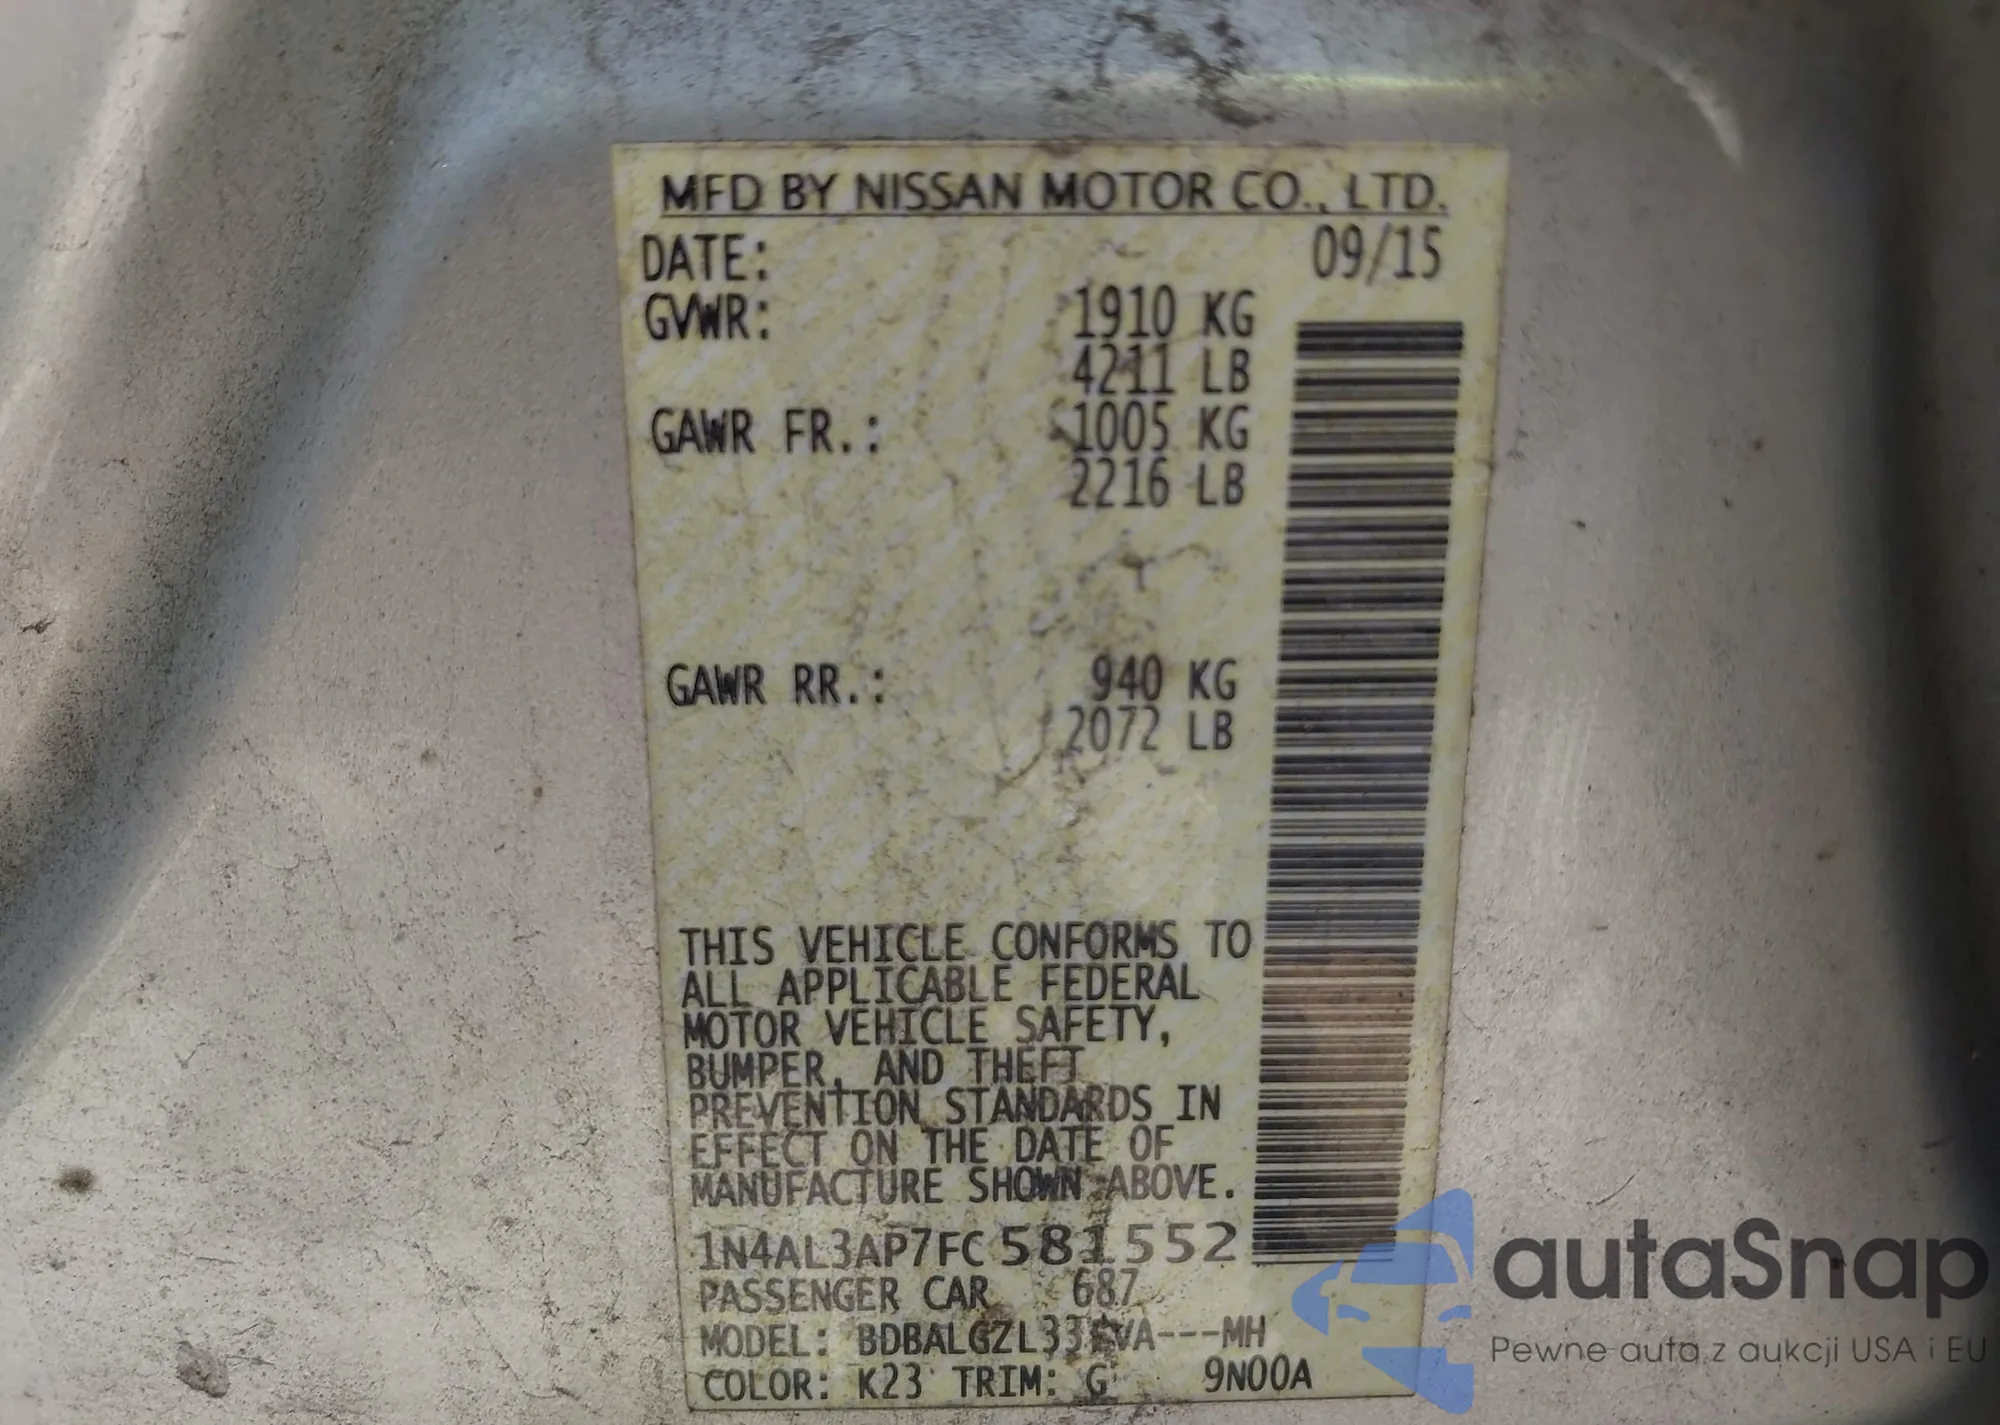 MFD BY NISSAN MOTOR CO., LTD.
DATE: 09/15
GVWR: 1910 KG
4211 LB
GAWR FR.: 1005 KG
2216 LB
GAWR RR.: 940 KG
2072 LB
THIS VEHICLE CONFORMS TO
ALL APPLICABLE FEDERAL
MOTOR VEHICLE SAFETY,
BUMPER, AND THEFT
PREVENTION STANDARDS IN
EFFECT ON THE DATE OF
MANUFACTURE SHOWN ABOVE.
1N4AL3AP7FC581552
PASSENGER CAR 687
MODEL: 
COLOR: K23 TRIM: G 9N00A
autaSnap
Pewne auta z aukcji USA i EU